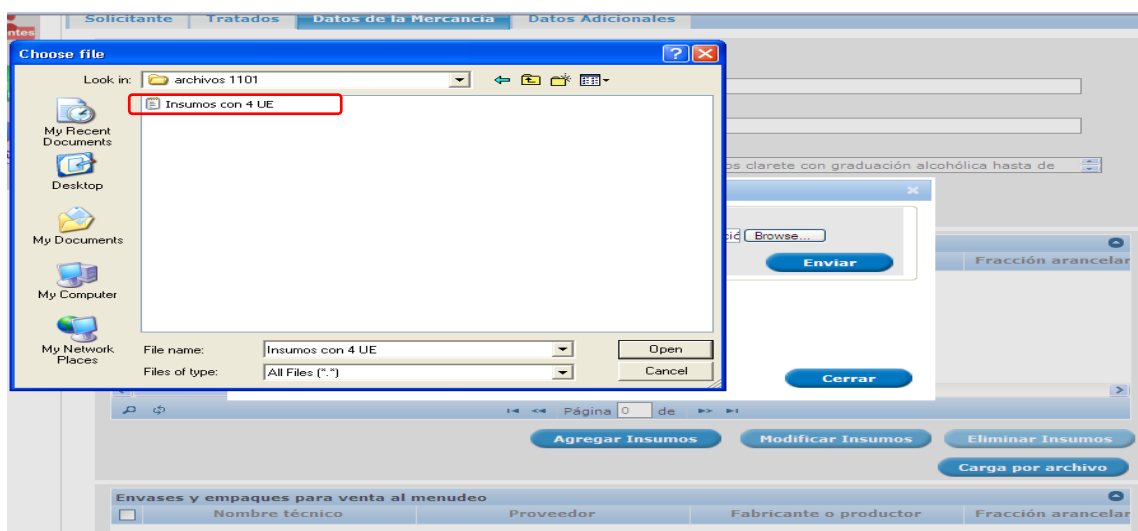 Solicitante Tratados Datos de la Mercancía Datos Adicionales
ntes
Choose file
Look in: archivos 1101
Insumos con 4 UE
My Recent
Documents
Desktop
My Documents
My Computer
My Network
Places
File name: Insumos con 4 UE Open
Files of type: All Files (*.*) Cancel
os clarete con graduación alcohólica hasta de
Browse...
Enviar
Fracción arancelar
Cerrar
Página 0 de
Agregar Insumos Modificar Insumos Eliminar Insumos
Carga por archivo
Envases y empaques para venta al menudeo
Nombre técnico Proveedor Fabricante o productor Fracción arancelar